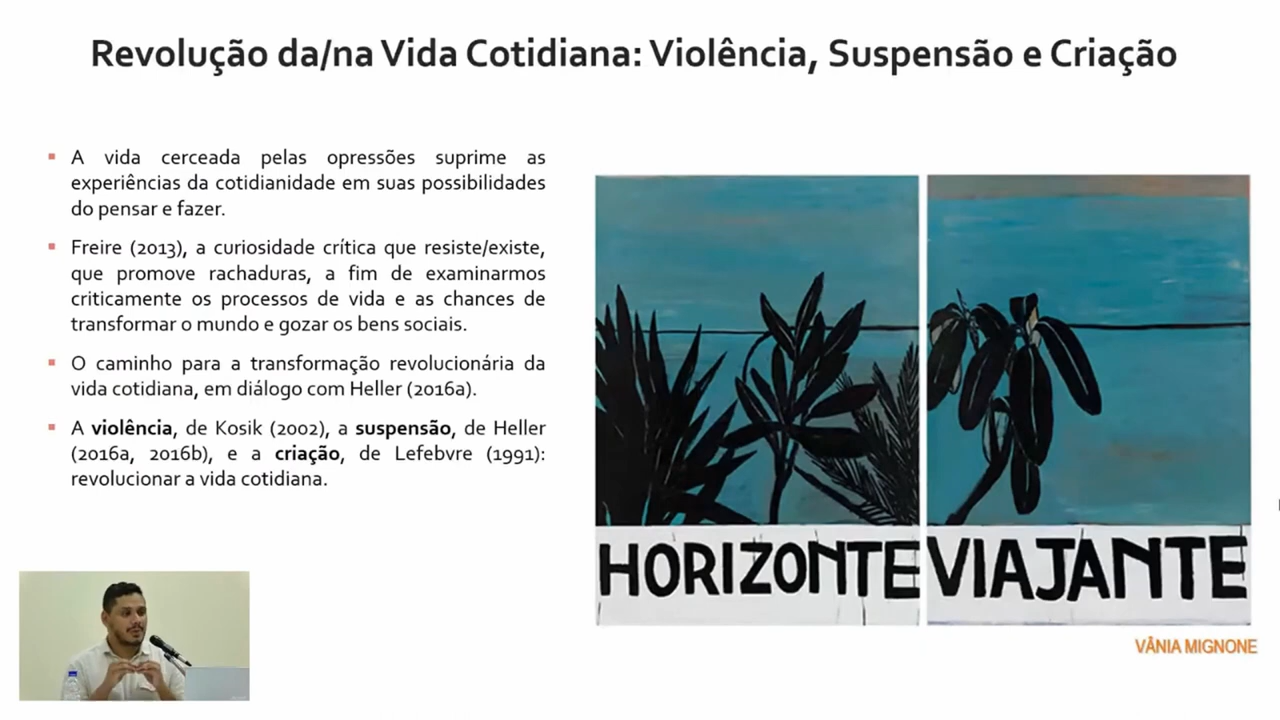 Revolução da/na Vida Cotidiana: Violência, Suspensão e Criação
A vida cerceada pelas opressões suprime as
experiências da cotidianidade em suas possibilidades
do pensar e fazer.
Freire (2013), a curiosidade crítica que resiste/existe,
que promove rachaduras, a fim de examinarmos
criticamente os processos de vida e as chances de
transformar o mundo e gozar os bens sociais.
O caminho para a transformação revolucionária da
vida cotidiana, em diálogo com Heller (2016a).
A violência, de Kosik (2002), a suspensão, de Heller
(2016a, 2016b), e a criação, de Lefebvre (1991):
revolucionar a vida cotidiana.
HORIZONTE VIAJANTE
VÂNIA MIGNONE